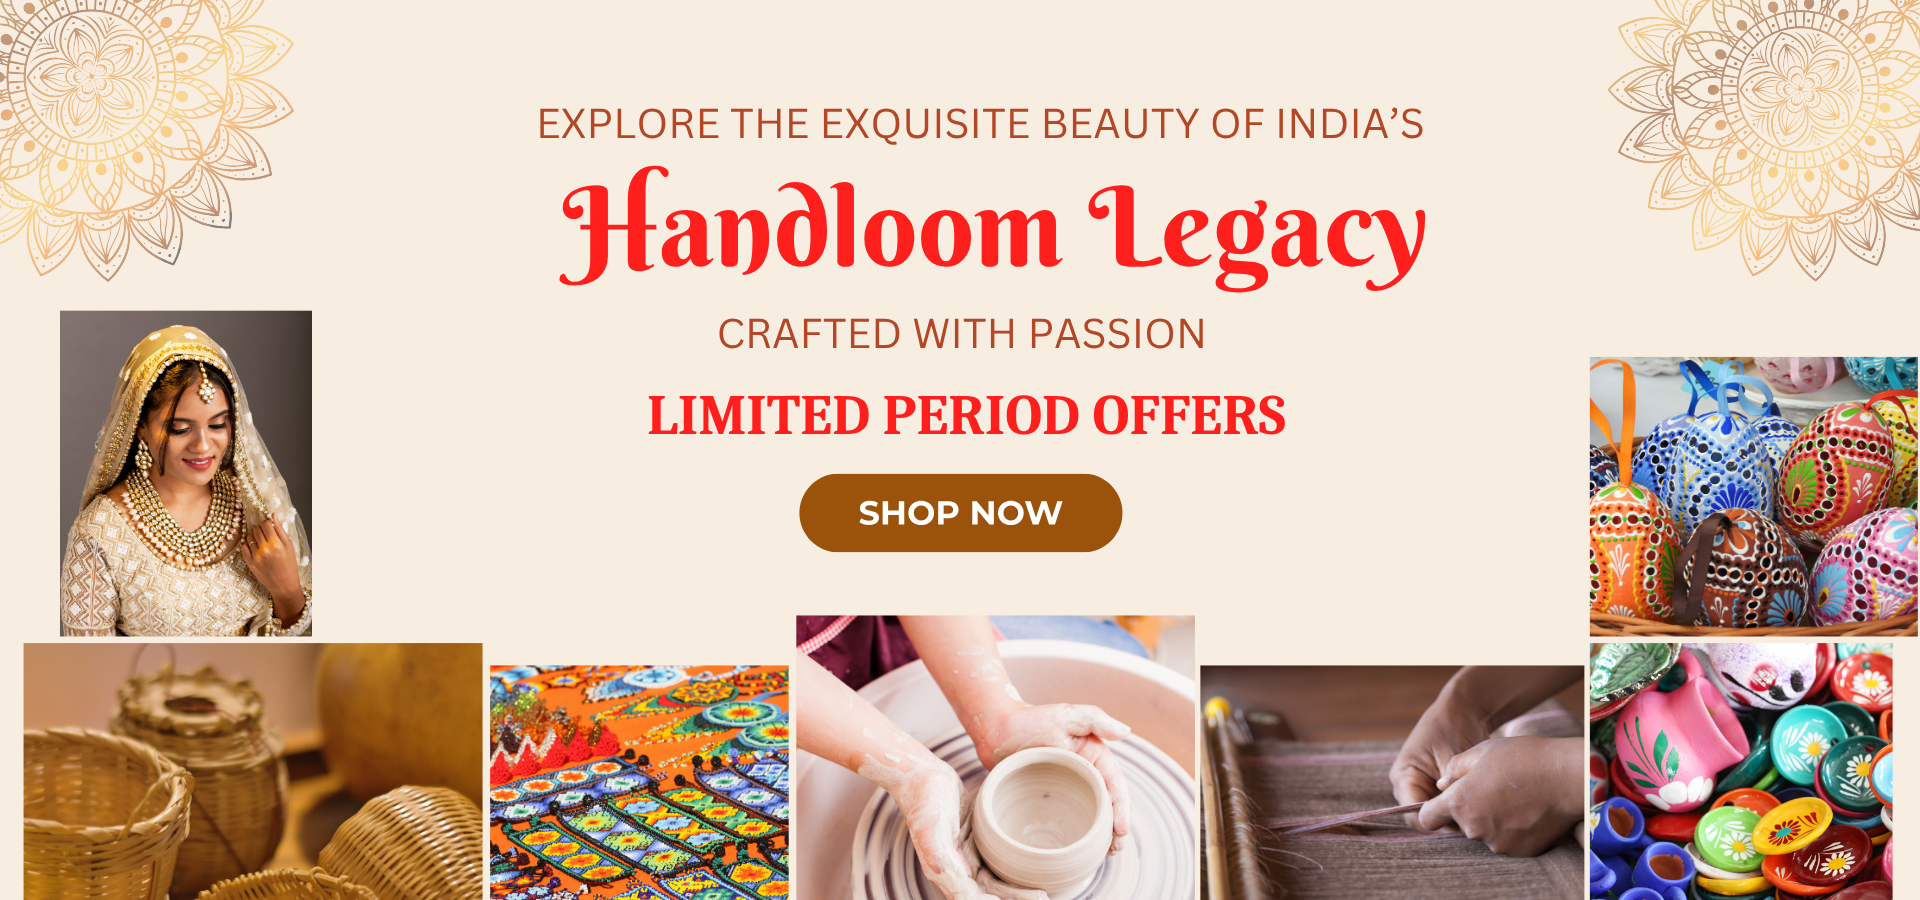 EXPLORE THE EXQUISITE BEAUTY OF INDIA’S
Handloom Legacy
CRAFTED WITH PASSION
LIMITED PERIOD OFFERS
SHOP NOW